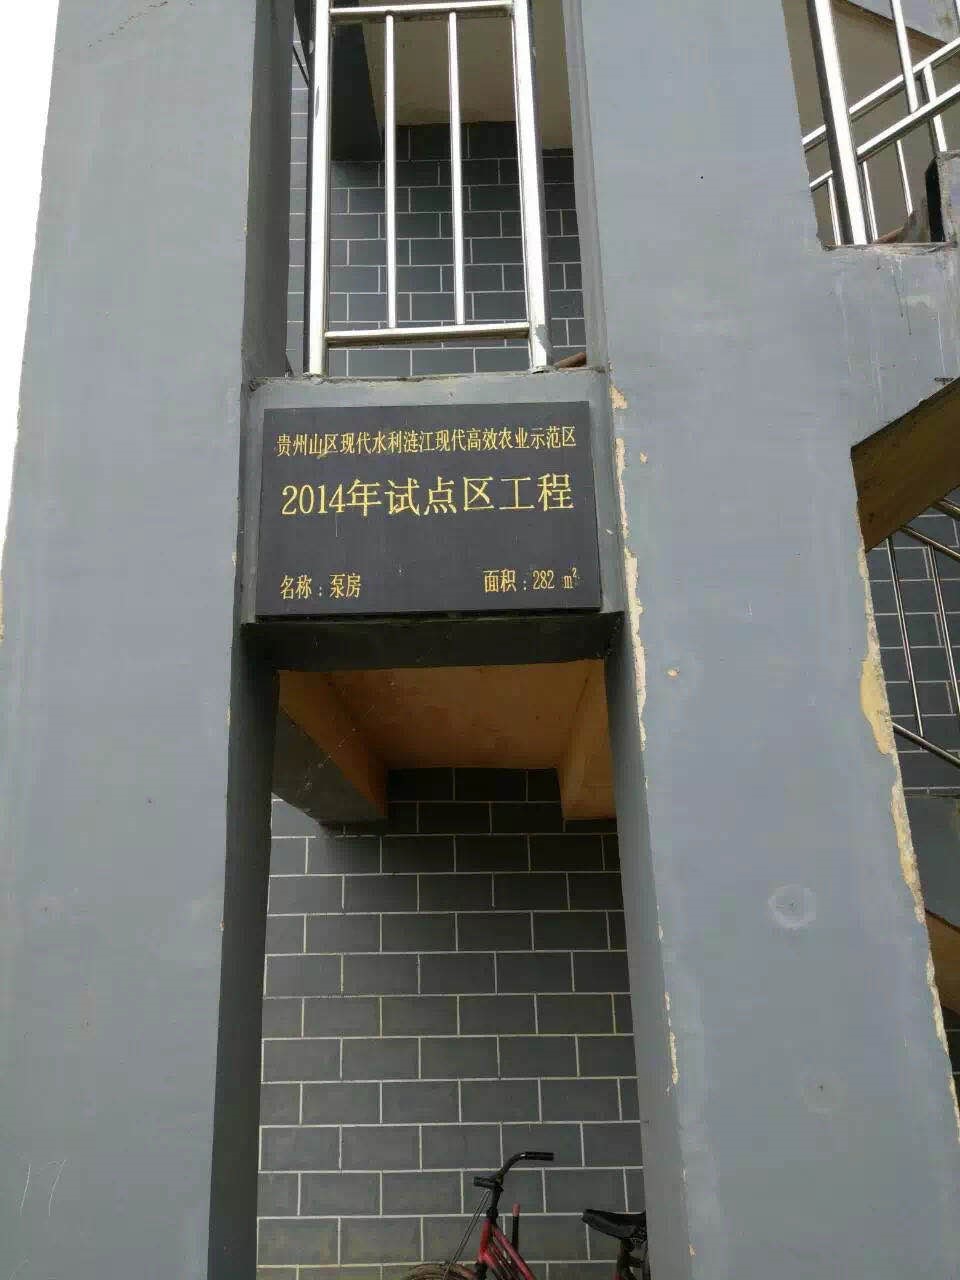 贵州山区现代水利涟江现代高效农业示范区
2014年试点区工程
名称：泵房 面积：282 m²